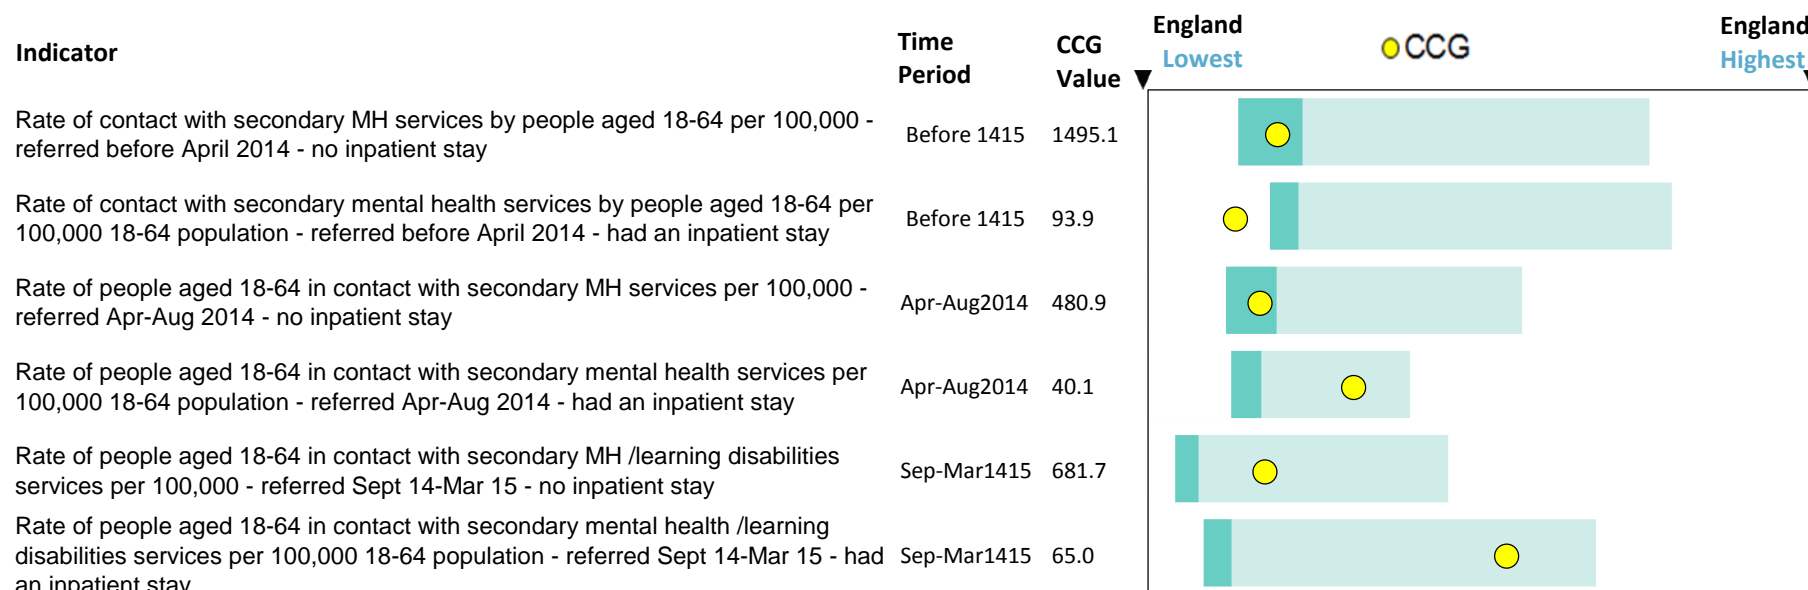 Indicator
Time Period
CCG Value
England Lowest
CCG
England Highest
Rate of contact with secondary MH services by people aged 18-64 per 100,000 -
referred before April 2014 - no inpatient stay
Before 1415 1495.1
Rate of contact with secondary mental health services by people aged 18-64 per
100,000 18-64 population - referred before April 2014 - had an inpatient stay
Before 1415 93.9
Rate of people aged 18-64 in contact with secondary MH services per 100,000 -
referred Apr-Aug 2014 - no inpatient stay
Apr-Aug2014 480.9
Rate of people aged 18-64 in contact with secondary mental health services per
100,000 18-64 population - referred Apr-Aug 2014 - had an inpatient stay
Apr-Aug2014 40.1
Rate of people aged 18-64 in contact with secondary MH /learning disabilities
services per 100,000 - referred Sept 14-Mar 15 - no inpatient stay
Sep-Mar1415 681.7
Rate of people aged 18-64 in contact with secondary mental health /learning
disabilities services per 100,000 18-64 population - referred Sept 14-Mar 15 - had
an inpatient stay
Sep-Mar1415 65.0